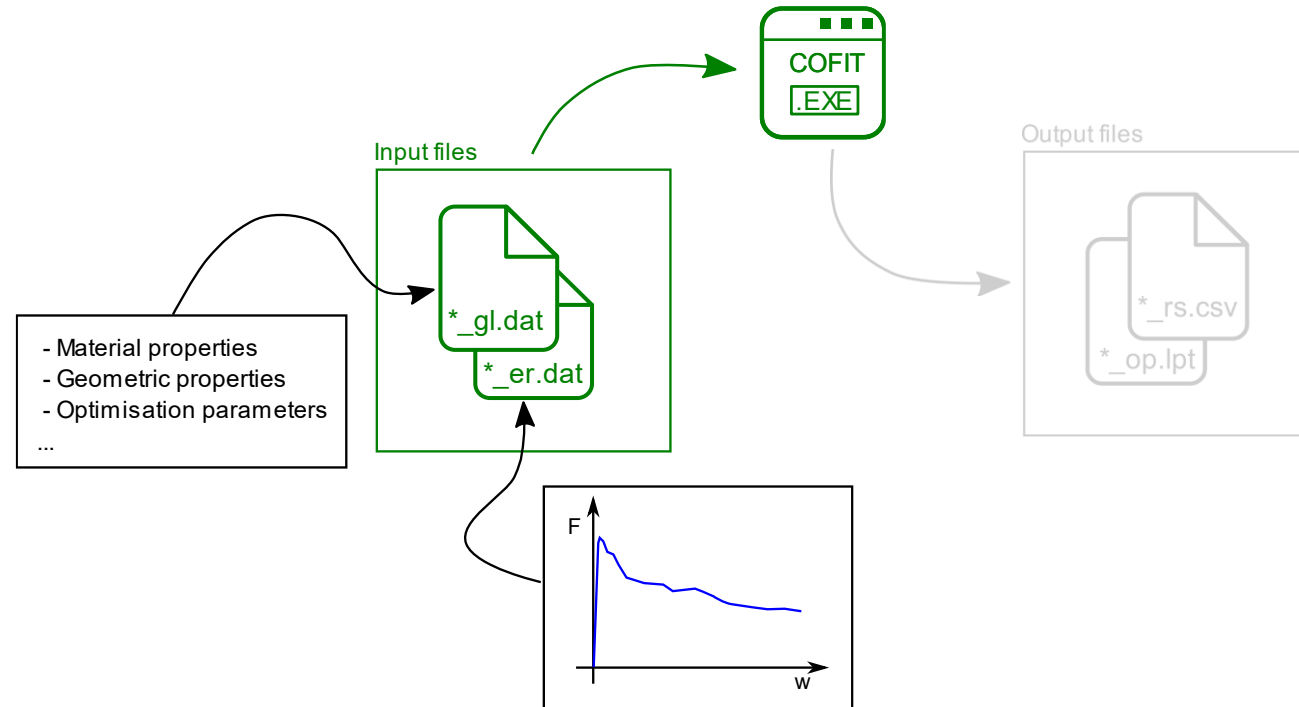 COFIT
.EXE
Input files
Output files
*_gl.dat
*_er.dat
*_rs.csv
*_op.lpt
- Material properties
- Geometric properties
- Optimisation parameters
...
F
w